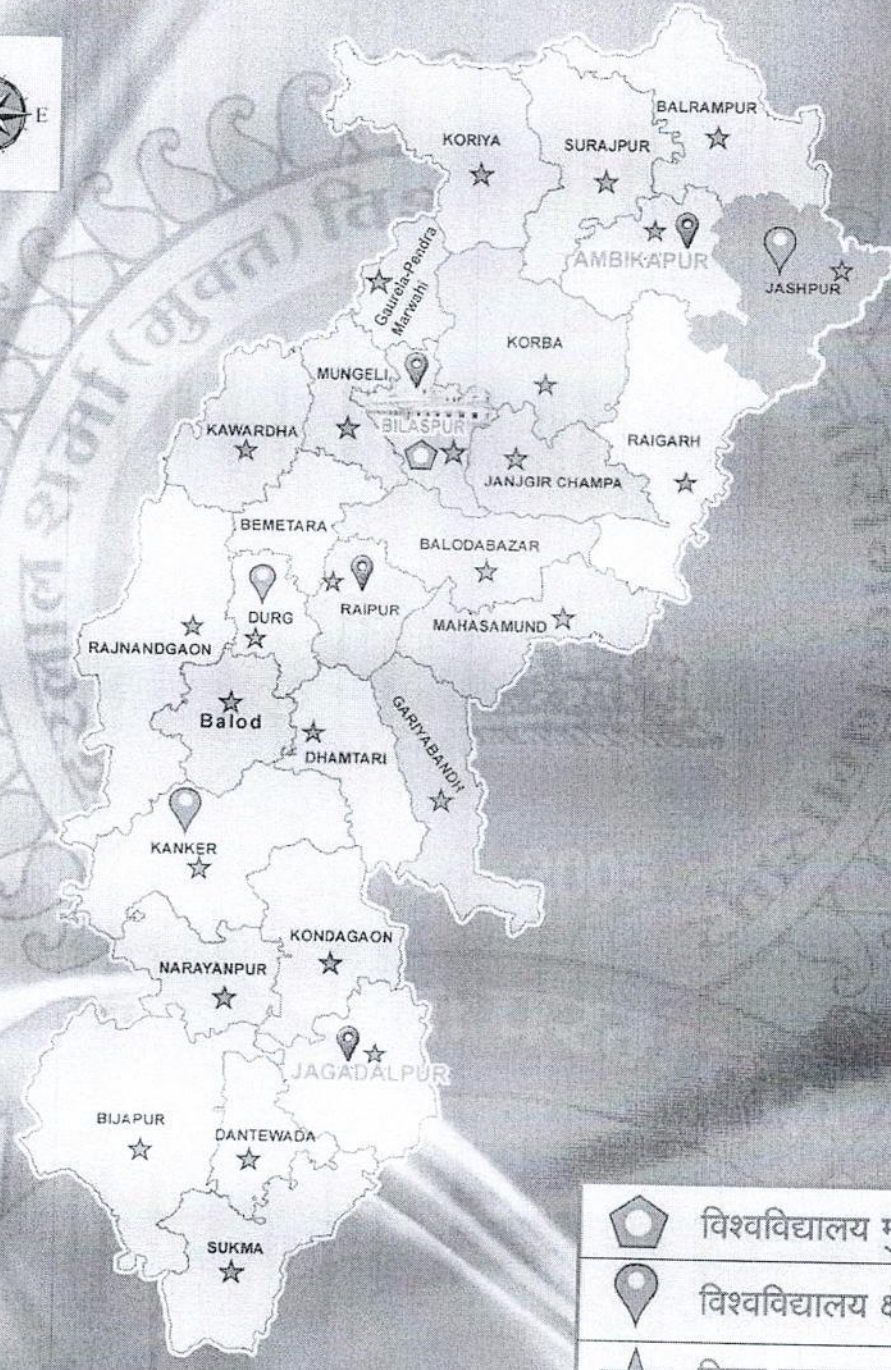 E
BALRAMPUR
KORIYA
SURAJPUR
AMBIKAPUR
JASHPUR
Gaurela-Pendra
Marwahi
KORBA
MUNGELI
BILASPUR
KAWARDHA
RAIGARH
JANJGIR CHAMPA
BEMETARA
BALODABAZAR
DURG
RAIPUR
MAHASAMUND
RAJNANDGAON
Balod
GARIYABANDH
DHAMTARI
KANKER
KONDAGAON
NARAYANPUR
JAGADALPUR
BIJAPUR
DANTEWADA
SUKMA
शर्मा (मुक्त)
विश्वविद्यालय
विश्वविद्यालय